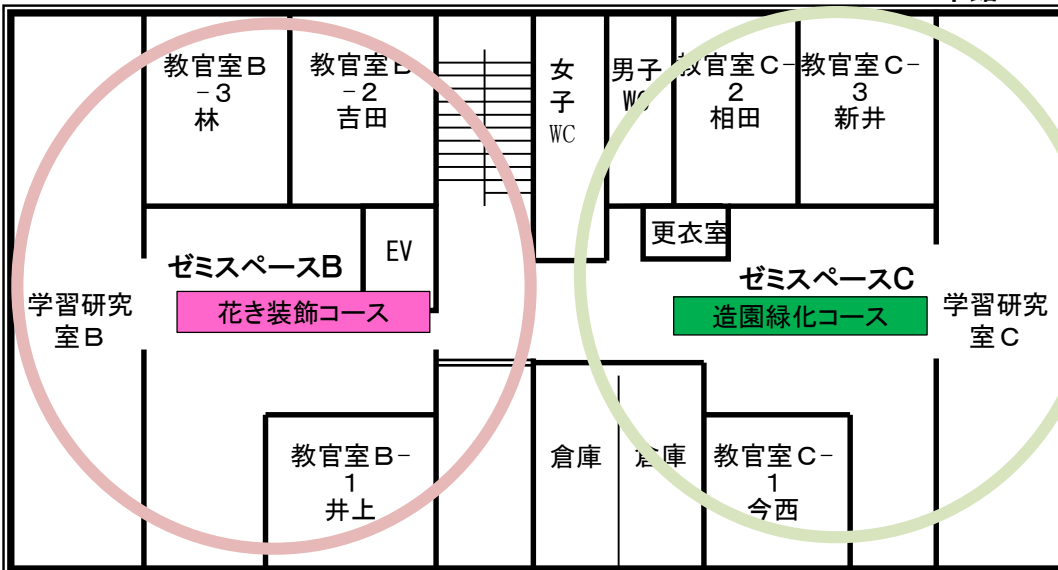 教官室B
-3
林
教官室B
-2
吉田
女
子
WC
男子
WC
教官室C-
2
相田
教官室C-
3
新井
EV
更衣室
ゼミスペースB
花き装飾コース
ゼミスペースC
造園緑化コース
学習研究
室B
学習研究
室C
教官室B-
1
井上
倉庫
倉庫
教官室C-
1
今西